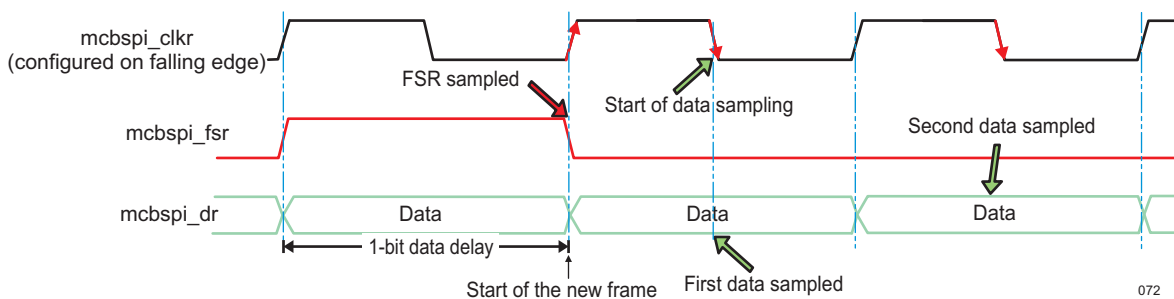 mcbspi_clkr
(configured on falling edge)
FSR sampled
Start of data sampling
mcbspi_fsr
Second data sampled
mcbspi_dr
Data
Data
Data
1-bit data delay
First data sampled
Start of the new frame
072